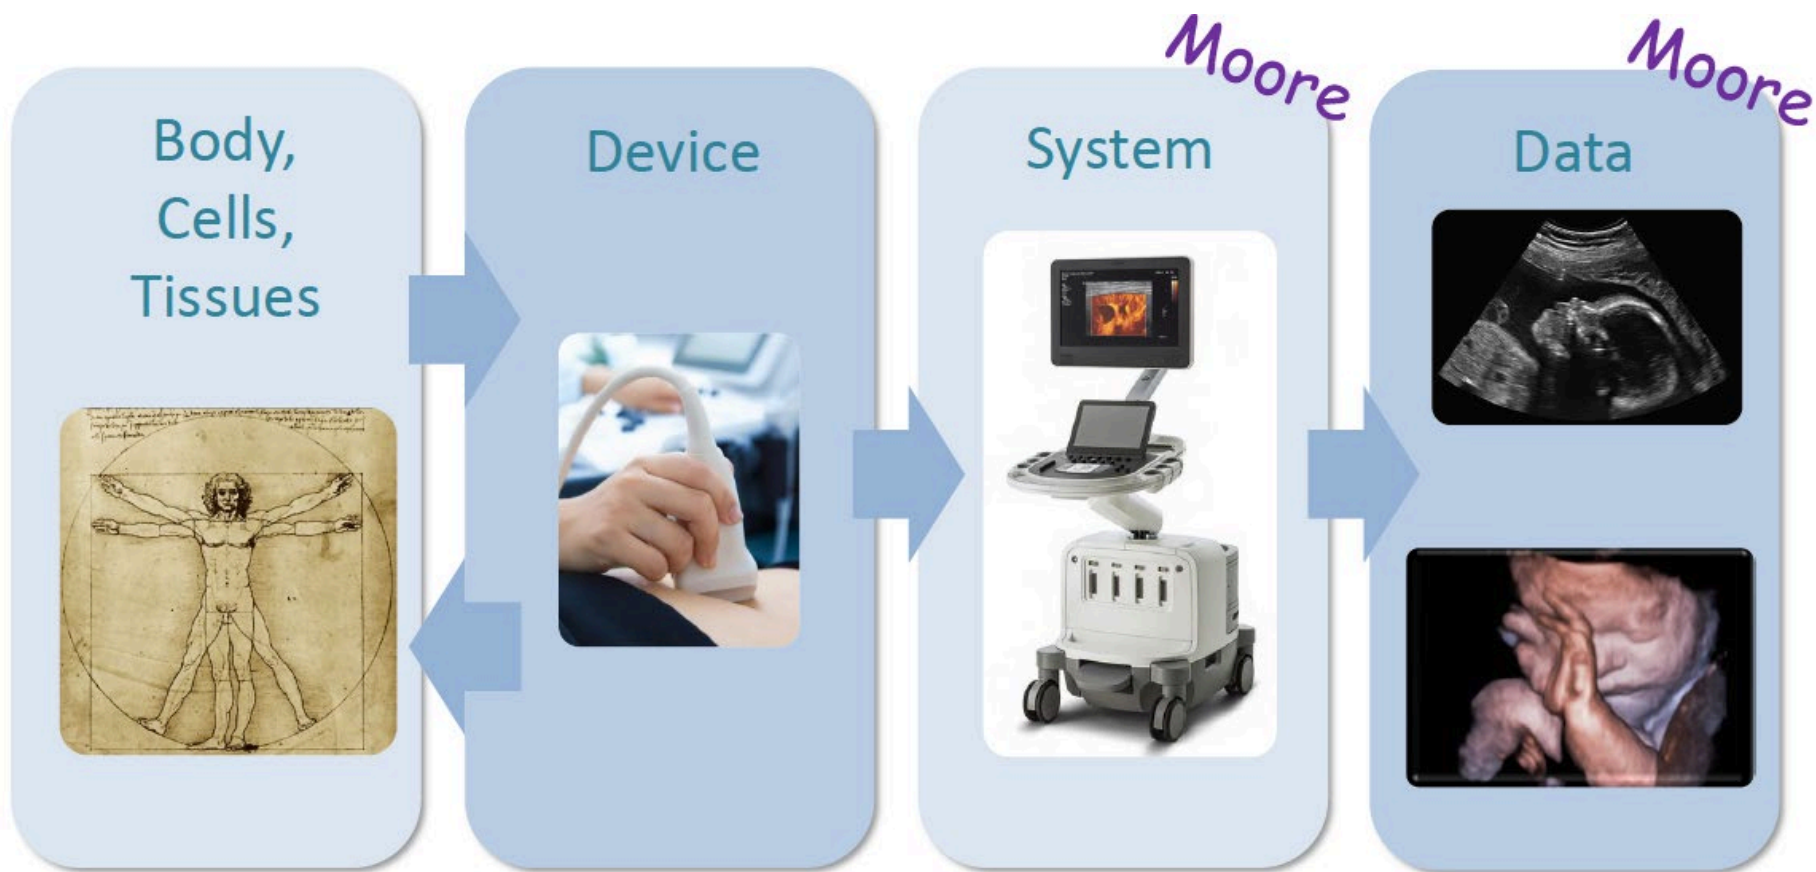 Moore
Moore
Body,
Cells,
Tissues
Device
System
Data